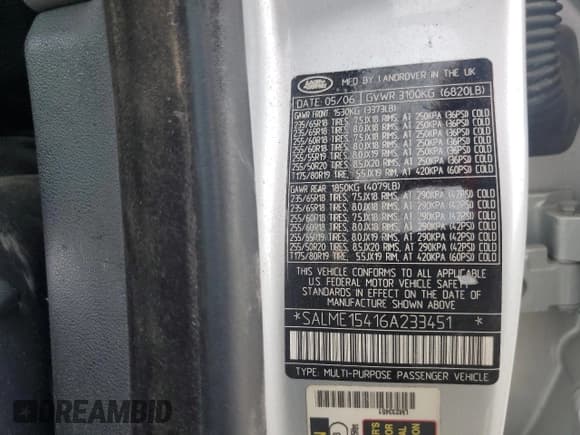 LAND ROVER
MFD BY LANDROVER IN THE UK
DATE 05/06 GVWR 3100KG (6820LB)
GAWR FRONT 1530KG (3373LB)
235/65R18 TIRES, 7.5JX18 RIMS, AT 250KPA (36PSI) COLD
235/65R18 TIRES, 8.0JX18 RIMS, AT 250KPA (36PSI) COLD
255/60R18 TIRES, 7.5JX18 RIMS, AT 250KPA (36PSI) COLD
255/60R18 TIRES, 8.0JX18 RIMS, AT 250KPA (36PSI) COLD
255/55R19 TIRES, 8.0JX19 RIMS, AT 250KPA (36PSI) COLD
255/50R20 TIRES, 8.5JX20 RIMS, AT 250KPA (36PSI) COLD
T175/80R19 TIRE, 5.5JX19 RIM, AT 420KPA (60PSI) COLD
GAWR REAR 1850KG (4079LB)
235/65R18 TIRES, 7.5JX18 RIMS, AT 290KPA (42PSI) COLD
235/65R18 TIRES, 8.0JX18 RIMS, AT 290KPA (42PSI) COLD
255/60R18 TIRES, 7.5JX18 RIMS, AT 290KPA (42PSI) COLD
255/60R18 TIRES, 8.0JX18 RIMS, AT 290KPA (42PSI) COLD
255/55R19 TIRES, 8.0JX19 RIMS, AT 290KPA (42PSI) COLD
255/50R20 TIRES, 8.5JX20 RIMS, AT 290KPA (42PSI) COLD
T175/80R19 TIRE, 5.5JX19 RIM, AT 420KPA (60PSI) COLD
THIS VEHICLE CONFORMS TO ALL APPLICABLE
U.S FEDERAL MOTOR VEHICLE SAFETY
STANDARDS IN EFFECT ON THE DATE OF
MANUFACTURE SHOWN ABOVE
*SALME15416A233451 *
TYPE: MULTI-PURPOSE PASSENGER VEHICLE
DREAMBID
DREAMBID.COM